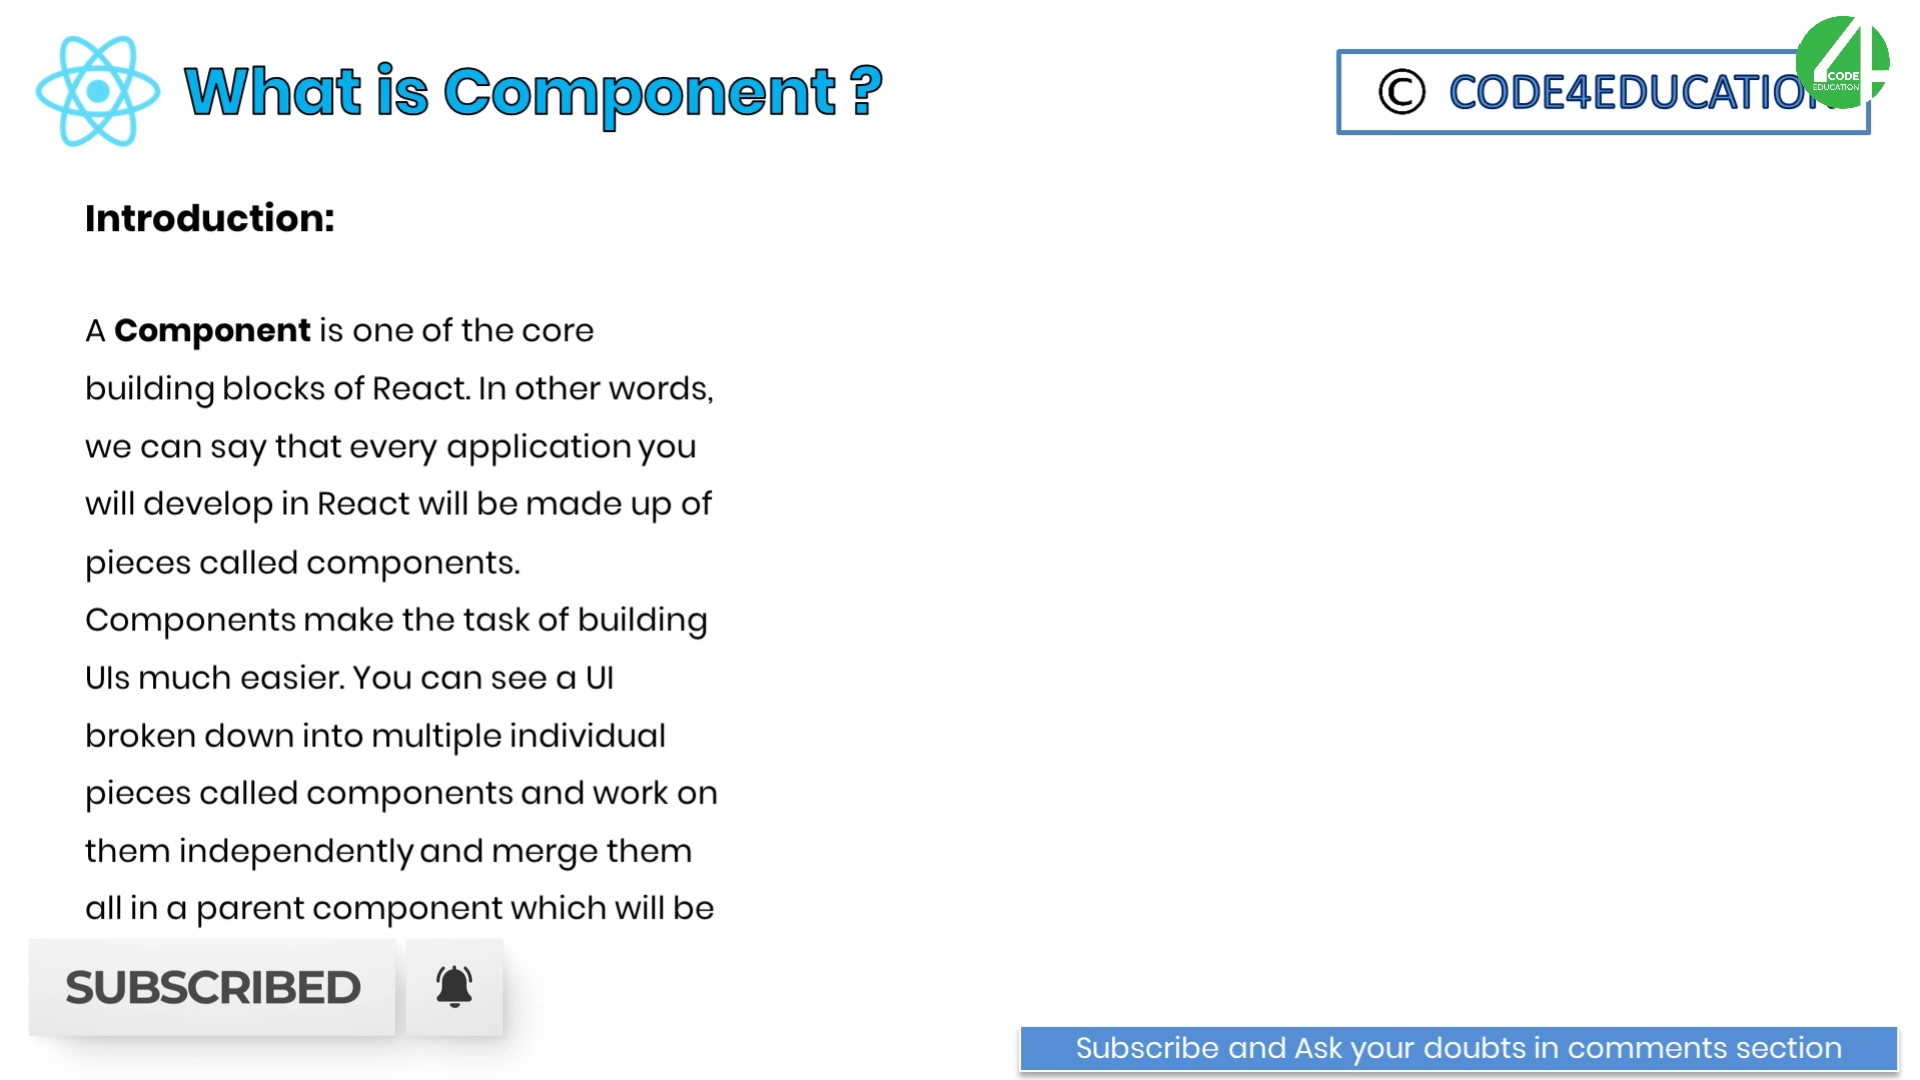 What is Component ?
© CODE4EDUCATION
CODE
EDUCATION
Introduction:
A Component is one of the core
building blocks of React. In other words,
we can say that every application you
will develop in React will be made up of
pieces called components.
Components make the task of building
UIs much easier. You can see a UI
broken down into multiple individual
pieces called components and work on
them independently and merge them
all in a parent component which will be
SUBSCRIBED
Subscribe and Ask your doubts in comments section